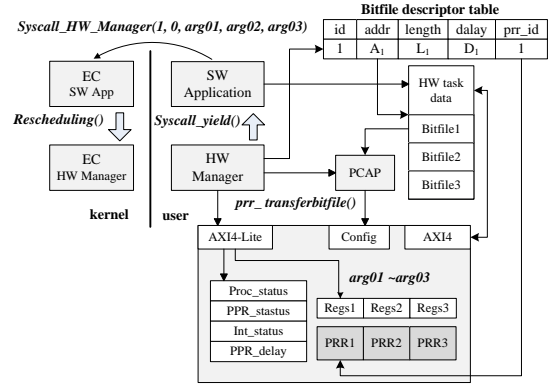 Bitfile descriptor table
Syscall_HW_Manager(1, 0, arg01, arg02, arg03)
id addr length dalay prr_id
1 A₁ L₁ D₁ 1
EC
SW App
SW
Application
HW task
data
Rescheduling()
Syscall_yield()
Bitfile1
Bitfile2
Bitfile3
EC
HW Manager
HW
Manager
PCAP
prr_ transferbitfile()
kernel
user
AXI4-Lite
Config
AXI4
arg01 ~arg03
Proc_status
PPR_stastus
Int_status
PPR_delay
Regs1 Regs2 Regs3
PRR1 PRR2 PRR3